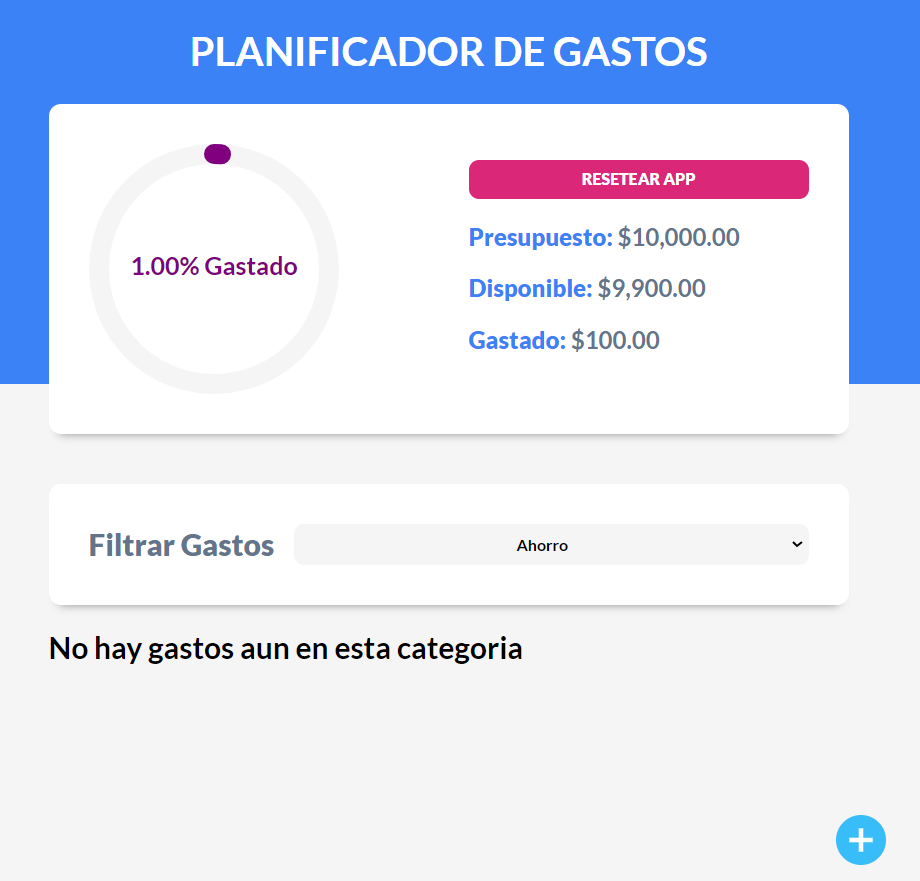 PLANIFICADOR DE GASTOS
1.00% Gastado
RESETEAR APP
Presupuesto: $10,000.00
Disponible: $9,900.00
Gastado: $100.00
Filtrar Gastos
Ahorro
No hay gastos aun en esta categoria